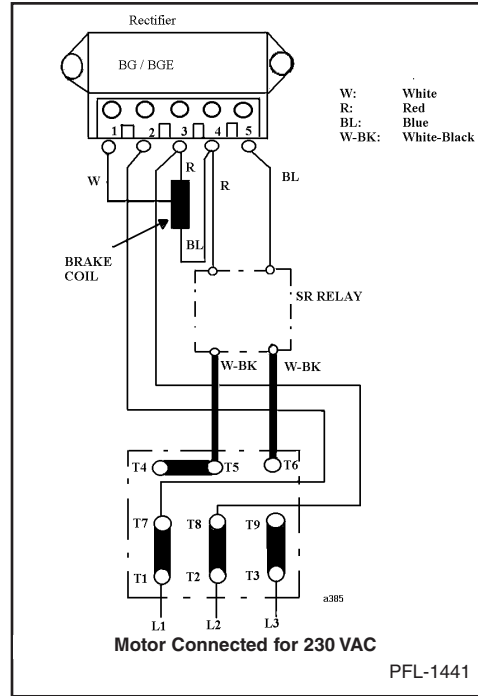 Rectifier
BG / BGE
1 2 3 4 5
W: White
R: Red
BL: Blue
W-BK: White-Black
W
R
R
BL
BL
BRAKE
COIL
SR RELAY
W-BK
W-BK
T4
T5
T6
T7
T8
T9
T1
T2
T3
a385
L1
L2
L3
Motor Connected for 230 VAC
PFL-1441